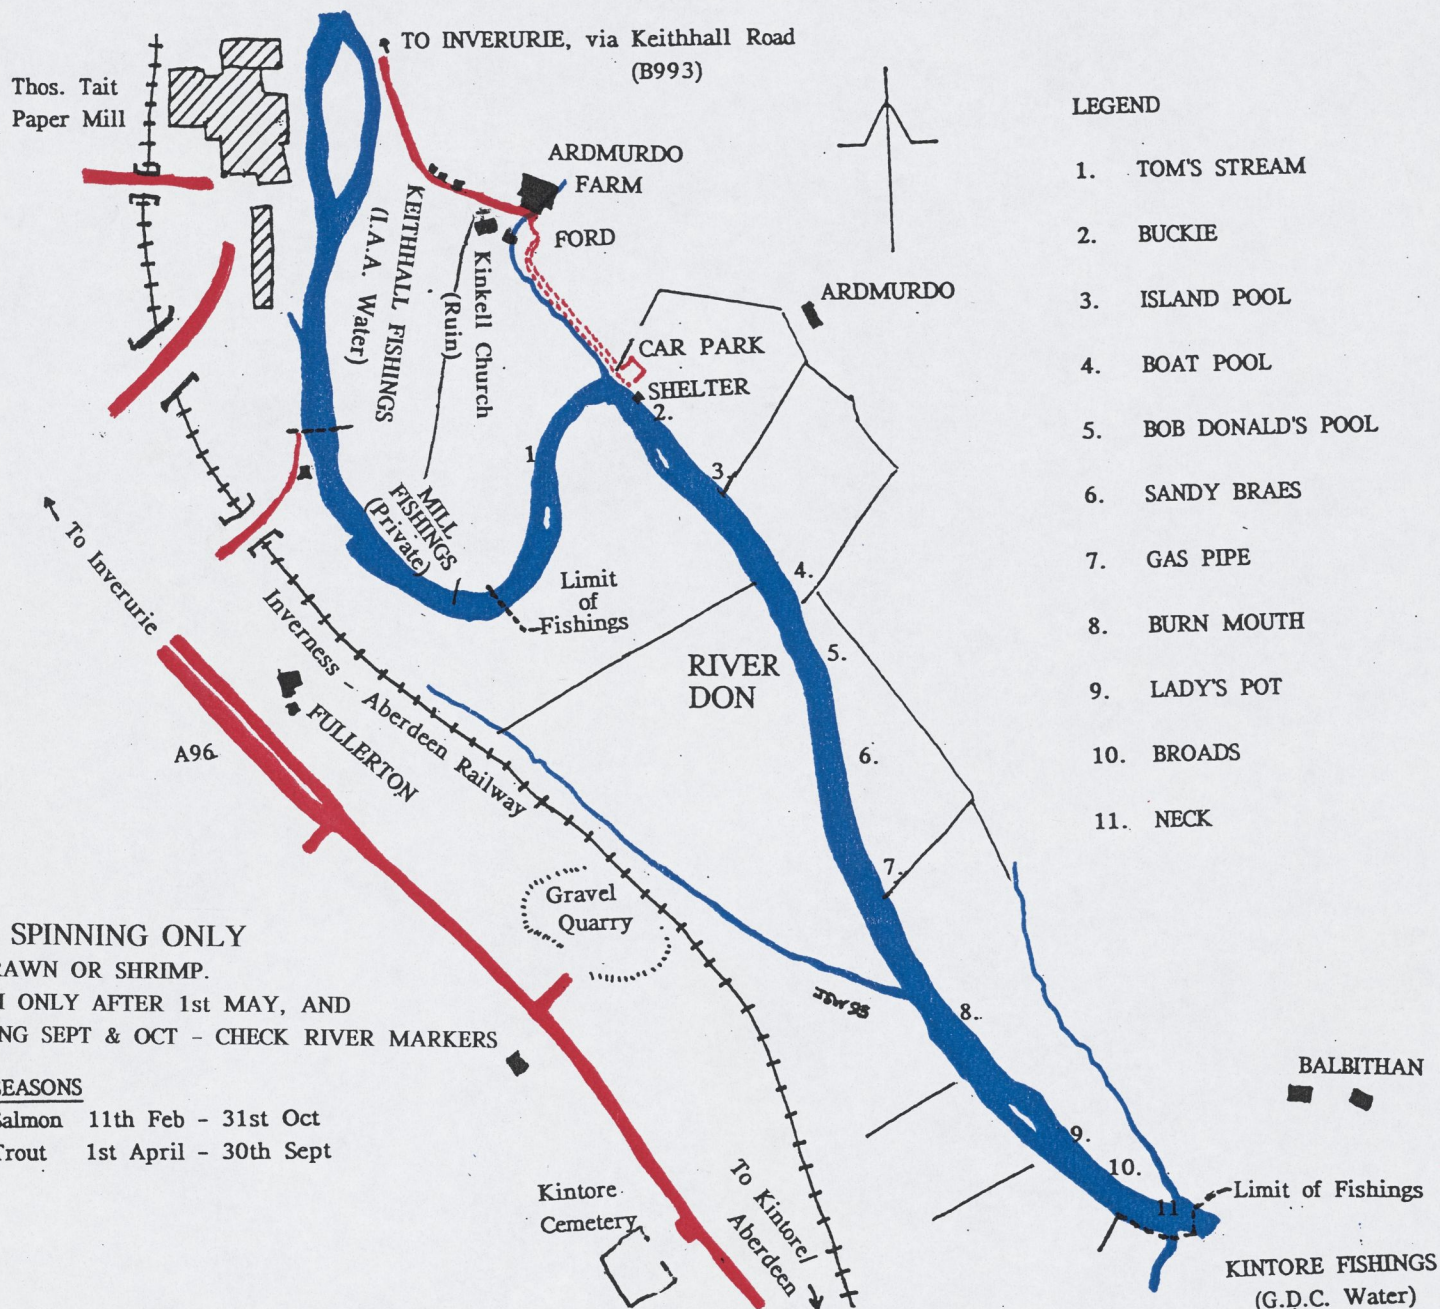 TO INVERURIE, via Keithhall Road
(B993)
Thos. Tait
Paper Mill
ARDMURDO
FARM
FORD
KEITHHALL FISHINGS
(I.A.A. Water)
Kinkell Church
(Ruin)
ARDMURDO
CAR PARK
SHELTER
2.
1
3.
MILL
FISHINGS
(Private)
Limit
of
Fishings
4.
To Inverurie
Inverness - Aberdeen Railway
RIVER
DON
5.
FULLERTON
A96
6.
7.
Gravel
Quarry
JSW 93
8.
SPINNING ONLY
RAWN OR SHRIMP.
ONLY AFTER 1st MAY, AND
NG SEPT & OCT - CHECK RIVER MARKERS
SEASONS
Salmon 11th Feb - 31st Oct
Trout 1st April - 30th Sept
BALBITHAN
9.
10.
11
Limit of Fishings
Kintore
Cemetery
To Kintore/
Aberdeen
KINTORE FISHINGS
(G.D.C. Water)
LEGEND
1. TOM'S STREAM
2. BUCKIE
3. ISLAND POOL
4. BOAT POOL
5. BOB DONALD'S POOL
6. SANDY BRAES
7. GAS PIPE
8. BURN MOUTH
9. LADY'S POT
10. BROADS
11. NECK